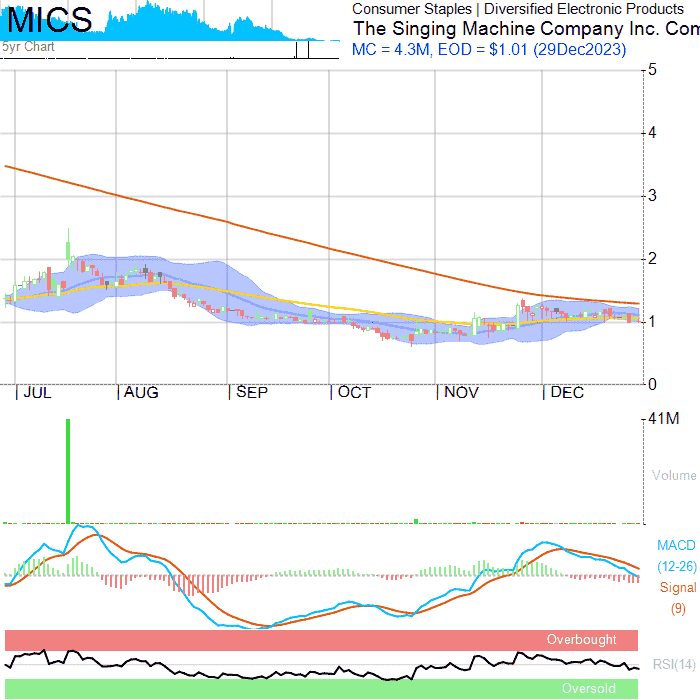 MICS
5yr Chart
Consumer Staples | Diversified Electronic Products
The Singing Machine Company Inc. Com
MC = 4.3M, EOD = $1.01 (29Dec2023)
5
4
3
2
1
0
JUL AUG SEP OCT NOV DEC
41M
Volume
MACD
(12-26)
Signal
(9)
Overbought
RSI(14)
Oversold